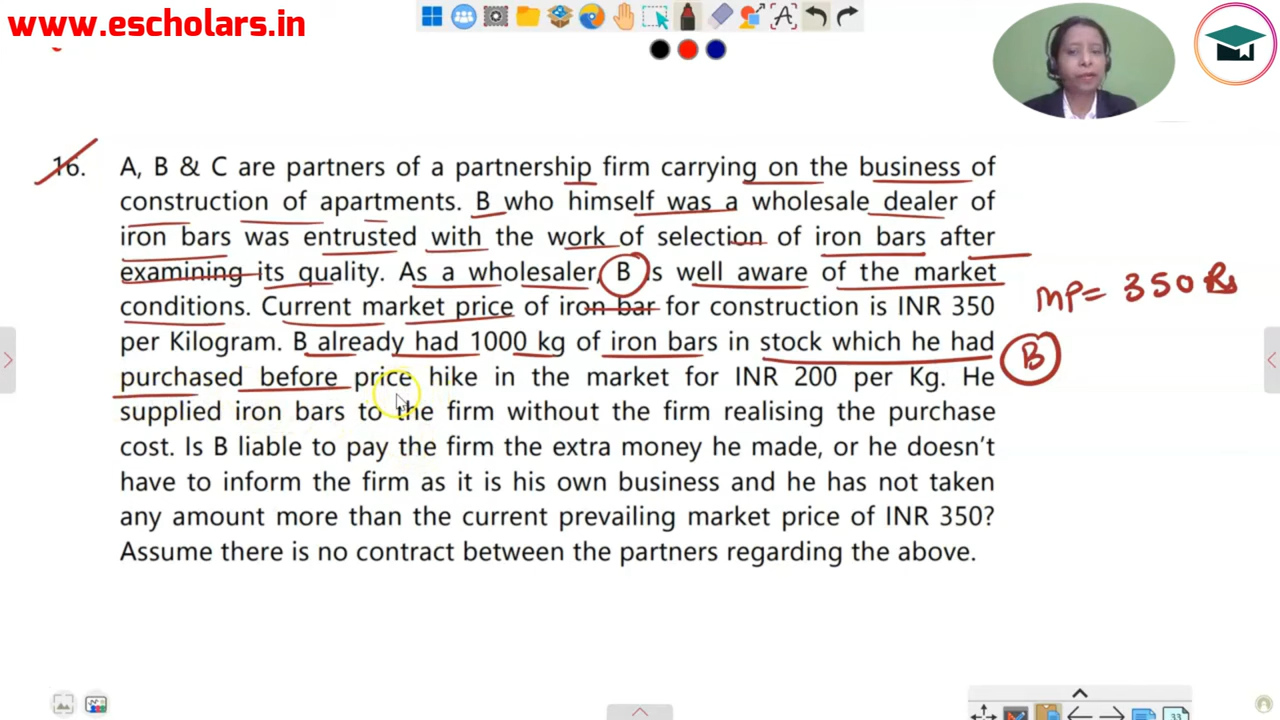 www.escholars.in
16. A, B & C are partners of a partnership firm carrying on the business of
construction of apartments. B who himself was a wholesale dealer of
iron bars was entrusted with the work of selection of iron bars after
examining its quality. As a wholesaler, B is well aware of the market
conditions. Current market price of iron bar for construction is INR 350
per Kilogram. B already had 1000 kg of iron bars in stock which he had
purchased before price hike in the market for INR 200 per Kg. He
supplied iron bars to the firm without the firm realising the purchase
cost. Is B liable to pay the firm the extra money he made, or he doesn’t
have to inform the firm as it is his own business and he has not taken
any amount more than the current prevailing market price of INR 350?
Assume there is no contract between the partners regarding the above.
MP = 350 Rs
B
33